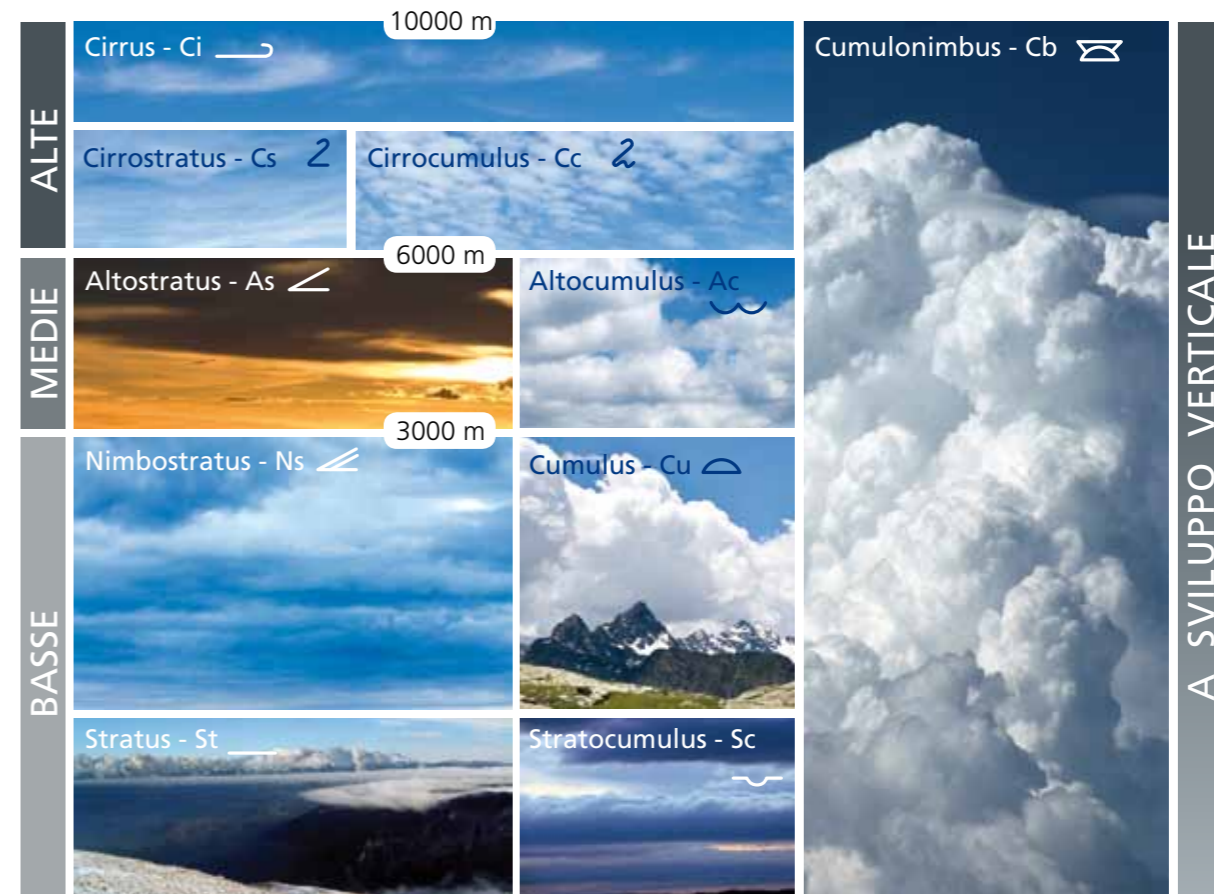 10000 m
ALTE
Cirrus - Ci
Cumulonimbus - Cb
Cirrostratus - Cs
Cirrocumulus - Cc
6000 m
MEDIE
Altostratus - As
Altocumulus - Ac
3000 m
BASSE
Nimbostratus - Ns
Cumulus - Cu
Stratus - St
Stratocumulus - Sc
A SVILUPPO VERTICALE